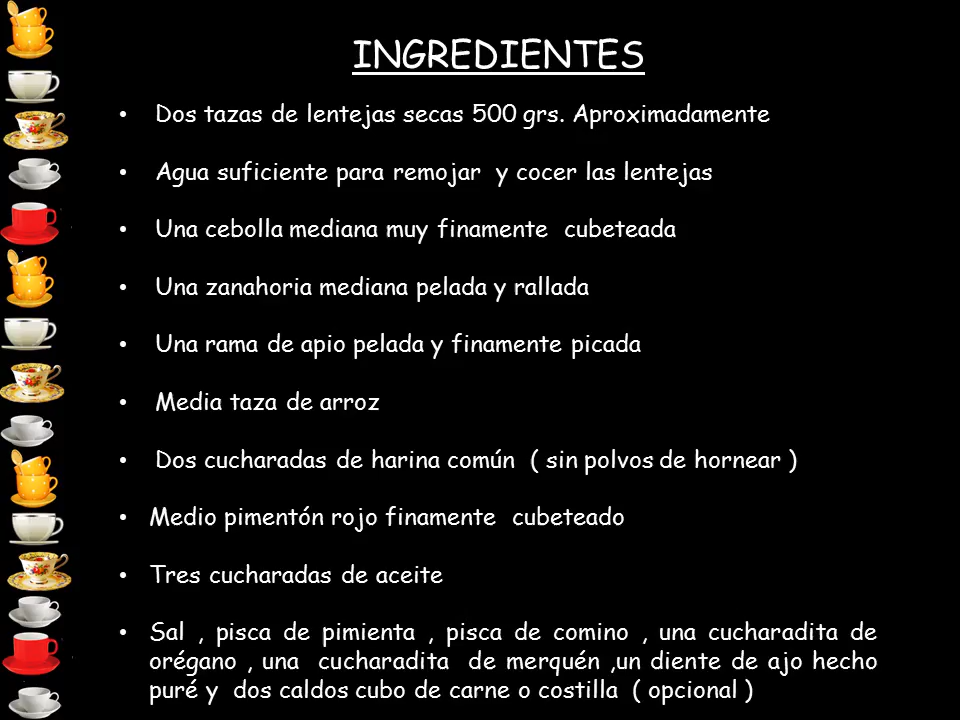 INGREDIENTES
• Dos tazas de lentejas secas 500 grs. Aproximadamente
• Agua suficiente para remojar y cocer las lentejas
• Una cebolla mediana muy finamente cubeteada
• Una zanahoria mediana pelada y rallada
• Una rama de apio pelada y finamente picada
• Media taza de arroz
• Dos cucharadas de harina común ( sin polvos de hornear )
• Medio pimentón rojo finamente cubeteado
• Tres cucharadas de aceite
• Sal , pisca de pimienta , pisca de comino , una cucharadita de
orégano , una cucharadita de merquén ,un diente de ajo hecho
puré y dos caldos cubo de carne o costilla ( opcional )